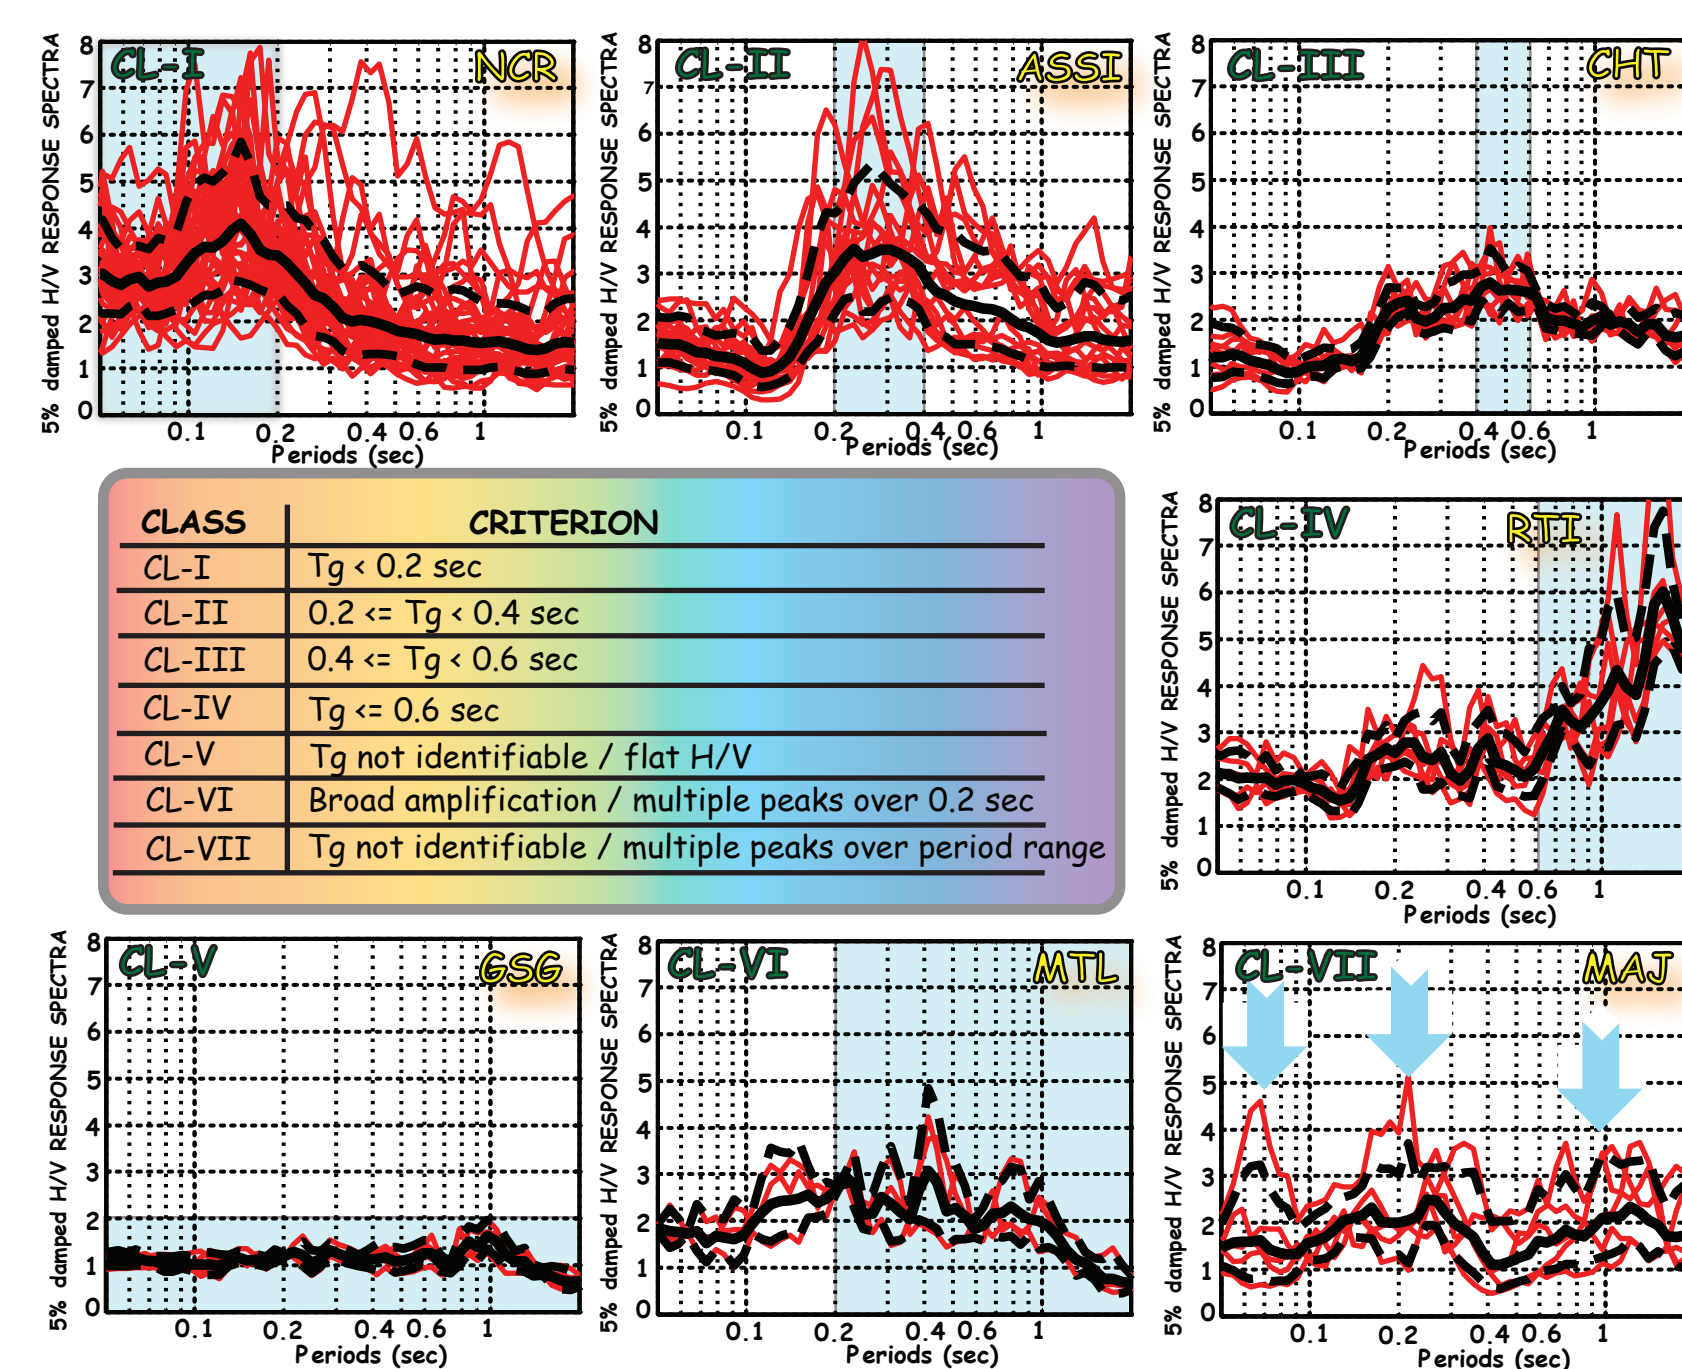 CL-I NCR
5% damped H/V RESPONSE SPECTRA
8
7
6
5
4
3
2
1
0
0.1 0.2 0.4 0.6 1
Periods (sec)
CL-II ASSI
5% damped H/V RESPONSE SPECTRA
8
7
6
5
4
3
2
1
0
0.1 0.2 0.4 0.6 1
Periods (sec)
CL-III CHT
5% damped H/V RESPONSE SPECTRA
8
7
6
5
4
3
2
1
0
0.1 0.2 0.4 0.6 1
Periods (sec)
CLASS CRITERION
CL-I Tg < 0.2 sec
CL-II 0.2 <= Tg < 0.4 sec
CL-III 0.4 <= Tg < 0.6 sec
CL-IV Tg <= 0.6 sec
CL-V Tg not identifiable / flat H/V
CL-VI Broad amplification / multiple peaks over 0.2 sec
CL-VII Tg not identifiable / multiple peaks over period range
CL-IV RTI
5% damped H/V RESPONSE SPECTRA
8
7
6
5
4
3
2
1
0
0.1 0.2 0.4 0.6 1
Periods (sec)
CL-V GSG
5% damped H/V RESPONSE SPECTRA
8
7
6
5
4
3
2
1
0
0.1 0.2 0.4 0.6 1
Periods (sec)
CL-VI MTL
5% damped H/V RESPONSE SPECTRA
8
7
6
5
4
3
2
1
0
0.1 0.2 0.4 0.6 1
Periods (sec)
CL-VII MAJ
5% damped H/V RESPONSE SPECTRA
8
7
6
5
4
3
2
1
0
0.1 0.2 0.4 0.6 1
Periods (sec)